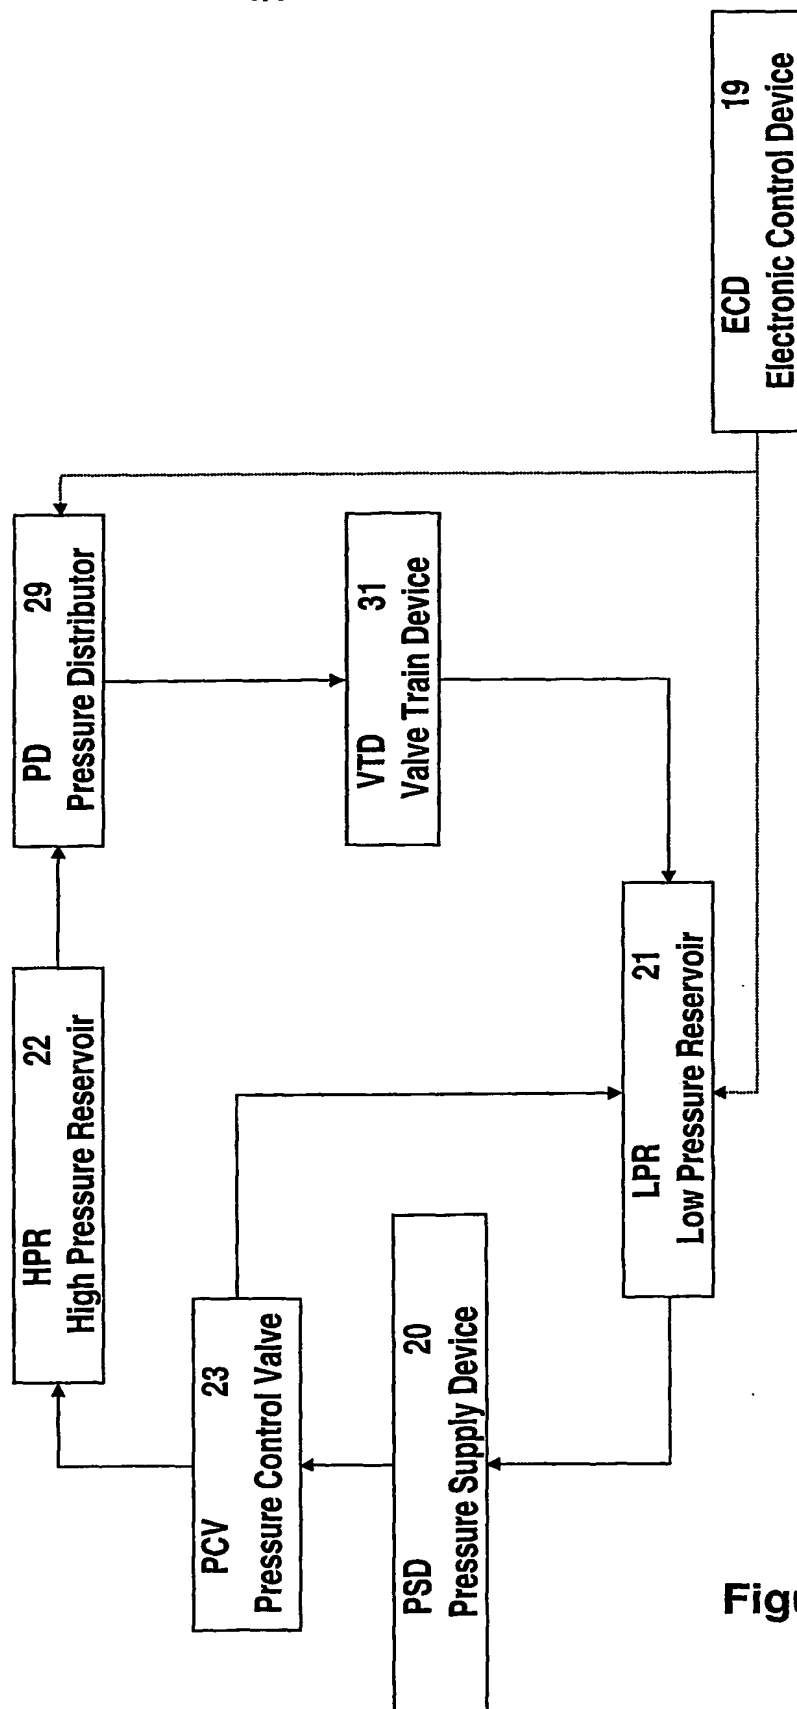 HPR 22
High Pressure Reservoir
PD 29
Pressure Distributor
PCV 23
Pressure Control Valve
VTD 31
Valve Train Device
PSD 20
Pressure Supply Device
LPR 21
Low Pressure Reservoir
ECD 19
Electronic Control Device